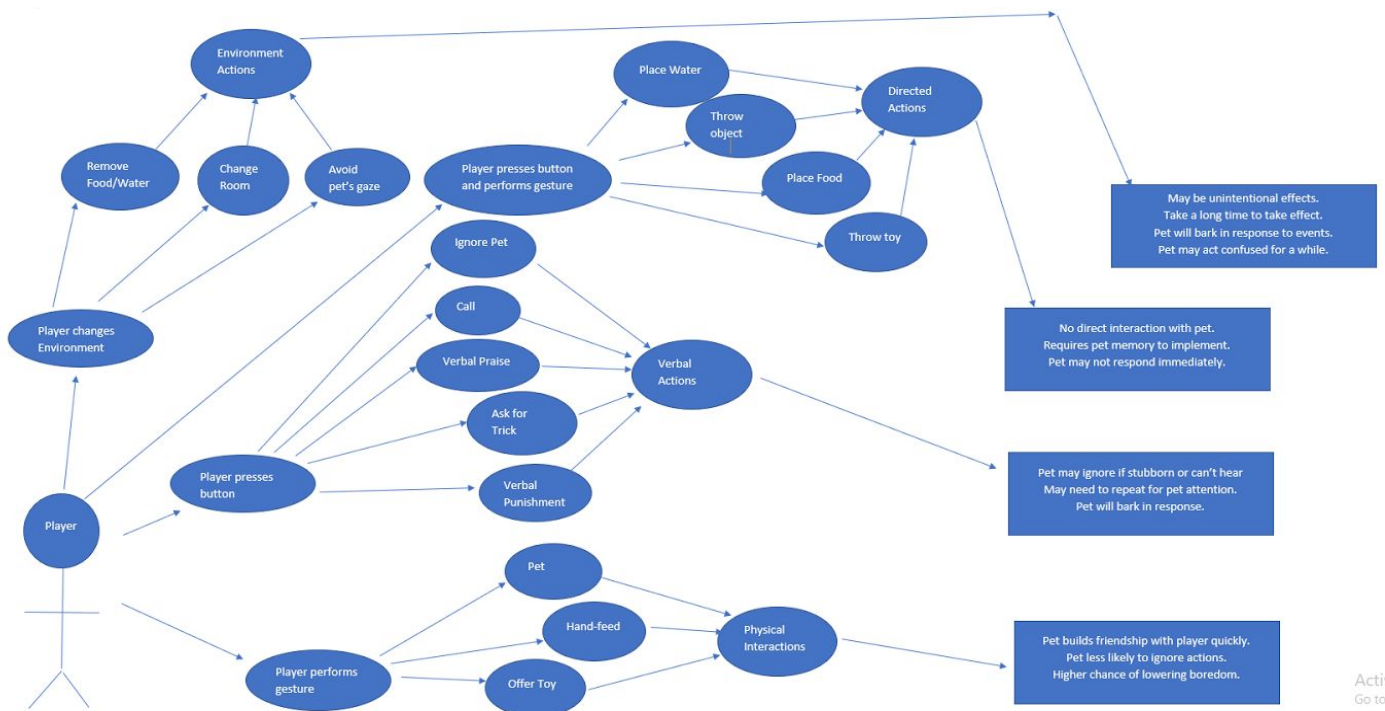 Environment
Actions
Place Water
Directed
Actions
Throw
object
Remove
Food/Water
Change
Room
Avoid
pet's gaze
Player presses button
and performs gesture
Place Food
May be unintentional effects.
Take a long time to take effect.
Pet will bark in response to events.
Pet may act confused for a while.
Throw toy
Ignore Pet
Call
Player changes
Environment
No direct interaction with pet.
Requires pet memory to implement.
Pet may not respond immediately.
Verbal Praise
Verbal
Actions
Ask for
Trick
Player presses
button
Verbal
Punishment
Pet may ignore if stubborn or can't hear
May need to repeat for pet attention.
Pet will bark in response.
Player
Pet
Hand-feed
Physical
Interactions
Pet builds friendship with player quickly.
Pet less likely to ignore actions.
Higher chance of lowering boredom.
Player performs
gesture
Offer Toy
Go to